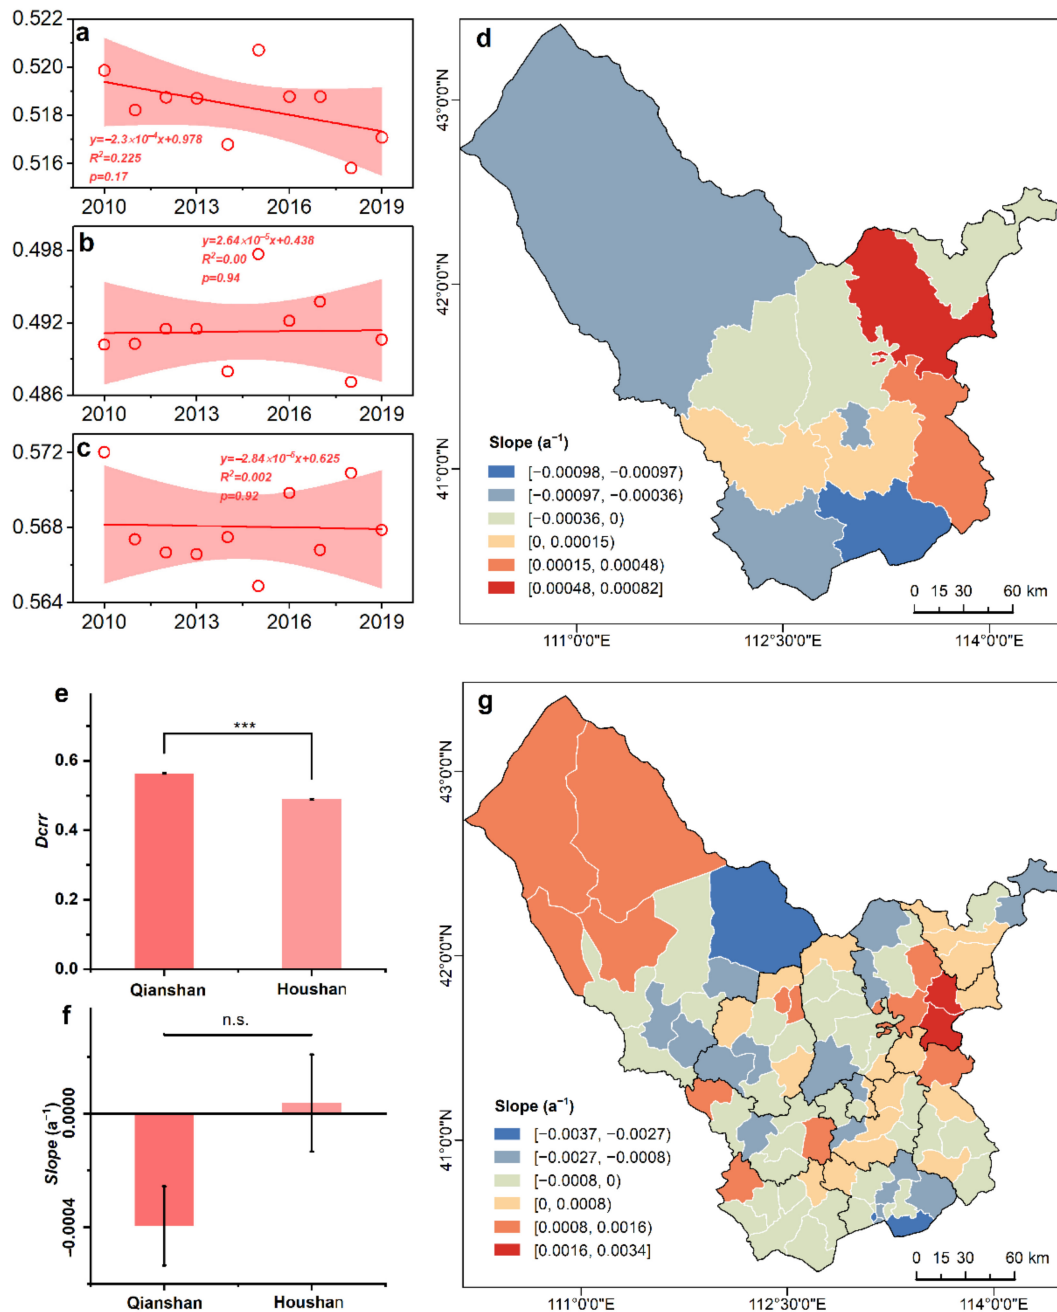 a
0.522
0.520
0.518
0.516
y=−2.3×10⁻⁴x+0.978
R²=0.225
p=0.17
2010 2013 2016 2019
b
0.498
0.492
0.486
y=2.64×10⁻⁵x+0.438
R²=0.00
p=0.94
2010 2013 2016 2019
c
0.572
0.568
0.564
y=−2.84×10⁻⁵x+0.625
R²=0.002
p=0.92
2010 2013 2016 2019
d
43°0'0"N
42°0'0"N
41°0'0"N
Slope (a⁻¹)
[−0.00098, −0.00097)
[−0.00097, −0.00036)
[−0.00036, 0)
[0, 0.00015)
[0.00015, 0.00048)
[0.00048, 0.00082]
0 15 30 60 km
111°0'0"E 112°30'0"E 114°0'0"E
e
Dcrr
0.6
0.4
0.2
0.0
***
Qianshan Houshan
f
Slope (a⁻¹)
0.0000
−0.0004
n.s.
Qianshan Houshan
g
43°0'0"N
42°0'0"N
41°0'0"N
Slope (a⁻¹)
[−0.0037, −0.0027)
[−0.0027, −0.0008)
[−0.0008, 0)
[0, 0.0008)
[0.0008, 0.0016)
[0.0016, 0.0034]
0 15 30 60 km
111°0'0"E 112°30'0"E 114°0'0"E